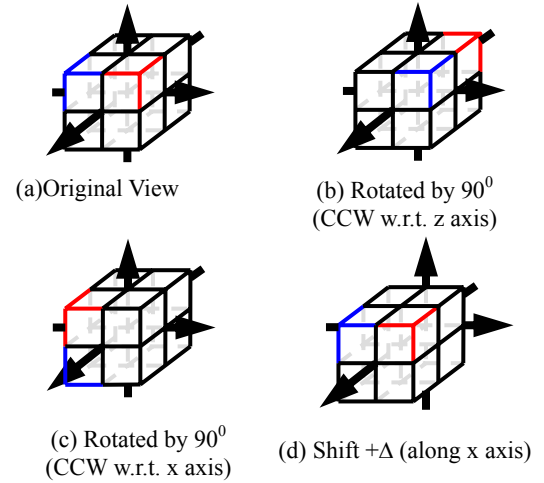 (a)Original View
(b) Rotated by 90⁰
(CCW w.r.t. z axis)
(c) Rotated by 90⁰
(CCW w.r.t. x axis)
(d) Shift +Δ (along x axis)